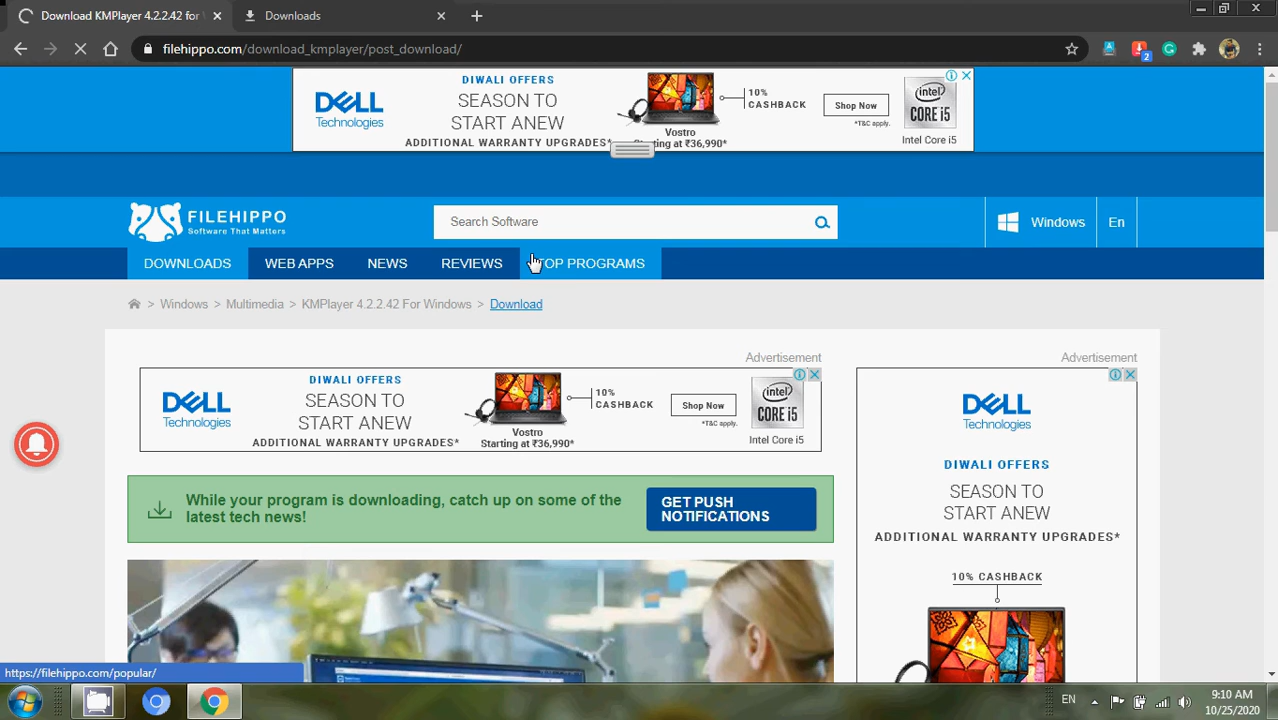 Download KMPlayer 4.2.2.42 for
Downloads
filehippo.com/download_kmplayer/post_download/
2
DIWALI OFFERS
DELL
Technologies
SEASON TO
START ANEW
ADDITIONAL WARRANTY UPGRADES*
10%
CASHBACK
Vostro
Starting at ₹36,990*
Shop Now
*T&C apply.
intel
CORE i5
Intel Core i5
FILEHIPPO
Software That Matters
Search Software
Windows
En
DOWNLOADS
WEB APPS
NEWS
REVIEWS
TOP PROGRAMS
> Windows > Multimedia > KMPlayer 4.2.2.42 For Windows > Download
Advertisement
DIWALI OFFERS
DELL
Technologies
SEASON TO
START ANEW
ADDITIONAL WARRANTY UPGRADES*
10%
CASHBACK
Vostro
Starting at ₹36,990*
Shop Now
*T&C apply.
intel
CORE i5
Intel Core i5
Advertisement
DELL
Technologies
DIWALI OFFERS
SEASON TO
START ANEW
ADDITIONAL WARRANTY UPGRADES*
10% CASHBACK
While your program is downloading, catch up on some of the
latest tech news!
GET PUSH
NOTIFICATIONS
https://filehippo.com/popular/
EN
9:10 AM
10/25/2020